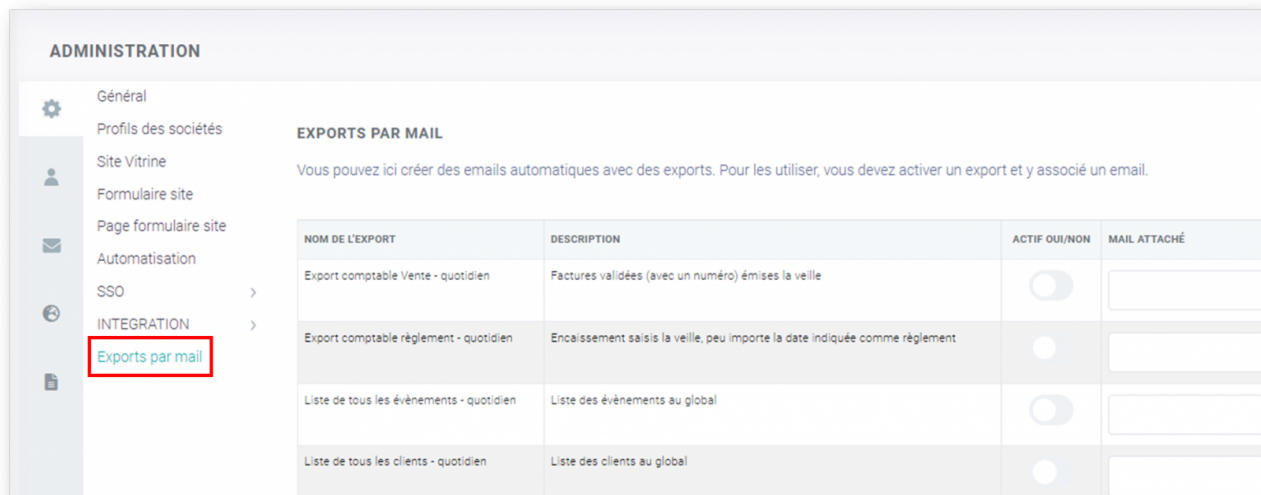 ADMINISTRATION
Général
Profils des sociétés
Site Vitrine
Formulaire site
Page formulaire site
Automatisation
SSO
INTEGRATION
Exports par mail
EXPORTS PAR MAIL
Vous pouvez ici créer des emails automatiques avec des exports. Pour les utiliser, vous devez activer un export et y associé un email.
NOM DE L'EXPORT DESCRIPTION ACTIF OUI/NON MAIL ATTACHÉ
Export comptable Vente - quotidien Factures validées (avec un numéro) émises la veille
Export comptable règlement - quotidien Encaissement saisis la veille, peu importe la date indiquée comme règlement
Liste de tous les évènements - quotidien Liste des évènements au global
Liste de tous les clients - quotidien Liste des clients au global